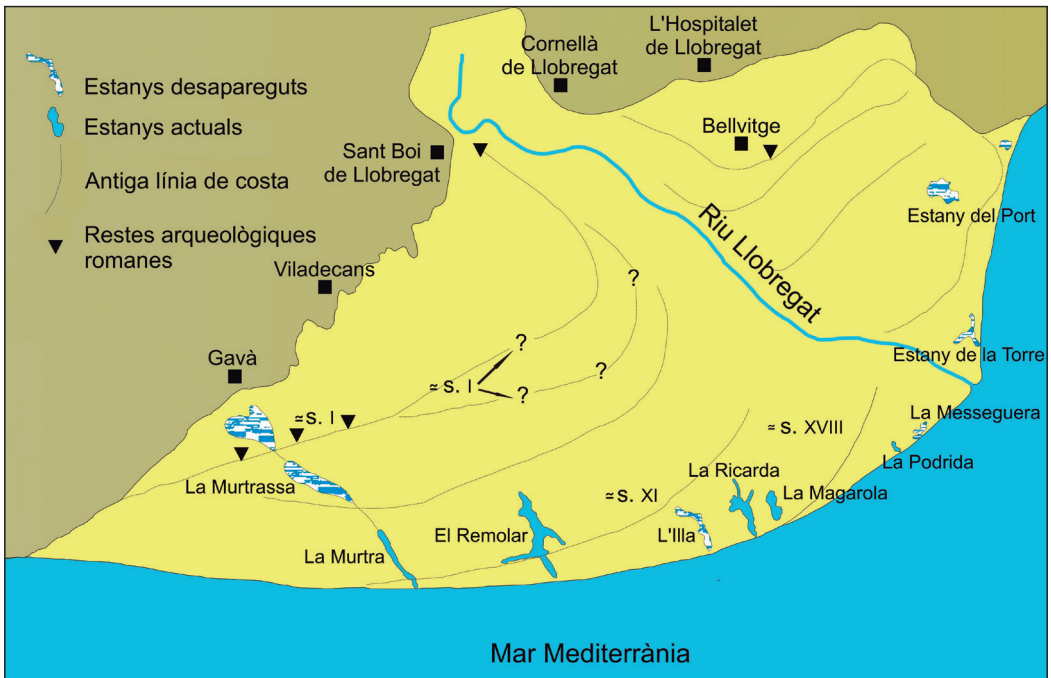 Estanys desapareguts
Estanys actuals
Antiga línia de costa
Restes arqueològiques
romanes
Cornellà
de Llobregat
L'Hospitalet
de Llobregat
Bellvitge
Sant Boi
de Llobregat
Viladecans
Gavà
Riu Llobregat
Estany del Port
Estany de la Torre
?
?
?
?
≈ s. I
≈s. I
La Murtrassa
La Murtra
El Remolar
≈s. XI
≈ s. XVIII
La Messeguera
La Podrida
La Ricarda
La Magarola
L'Illa
Mar Mediterrània